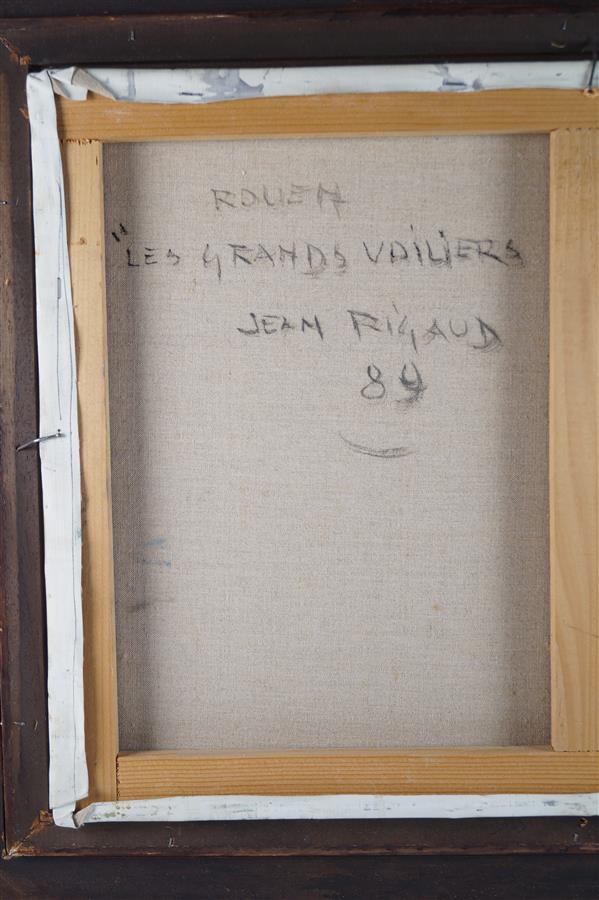 ROUEN
"LES GRANDS VOILIERS
JEAN RIGAUD
89